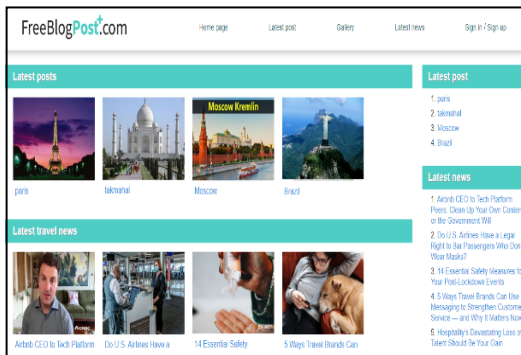 FreeBlogPost.com
Home page
Latest post
Gallery
Latest news
Sign in / Sign up
Latest posts
Moscow Kremlin
paris
takmahal
Moscow
Brazil
Latest travel news
Airbnb CEO to Tech Platform
Do U.S. Airlines Have a
14 Essential Safety
5 Ways Travel Brands Can
Latest post
1. paris
2. takmahal
3. Moscow
4. Brazil
Latest news
1. Airbnb CEO to Tech Platform
Peers: Clean Up Your Own Conten
or the Government Will
2. Do U.S. Airlines Have a Legal
Right to Bar Passengers Who Don
Wear Masks?
3. 14 Essential Safety Measures fo
Your Post-Lockdown Events
4. 5 Ways Travel Brands Can Use
Messaging to Strengthen Custome
Service — and Why It Matters Now
5. Hospitality's Devastating Loss of
Talent Should Be Your Gain